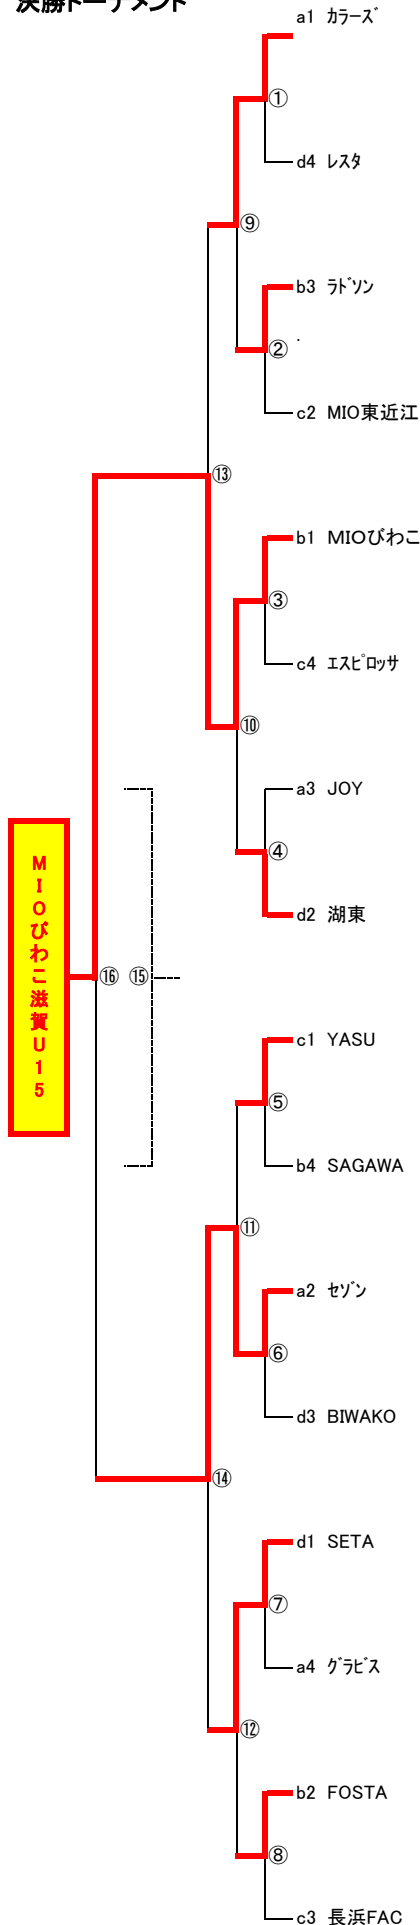 決勝トーナメント
a1 カラーズ
①
d4 レスタ
⑨
b3 ラドソン
②
c2 MIO東近江
⑬
b1 MIOびわこ
③
c4 エスピロッサ
⑩
a3 JOY
④
d2 湖東
MIOびわこ滋賀U15
⑯ ⑮
c1 YASU
⑤
b4 SAGAWA
⑪
a2 セゾン
⑥
d3 BIWAKO
⑭
d1 SETA
⑦
a4 グラビス
⑫
b2 FOSTA
⑧
c3 長浜FAC